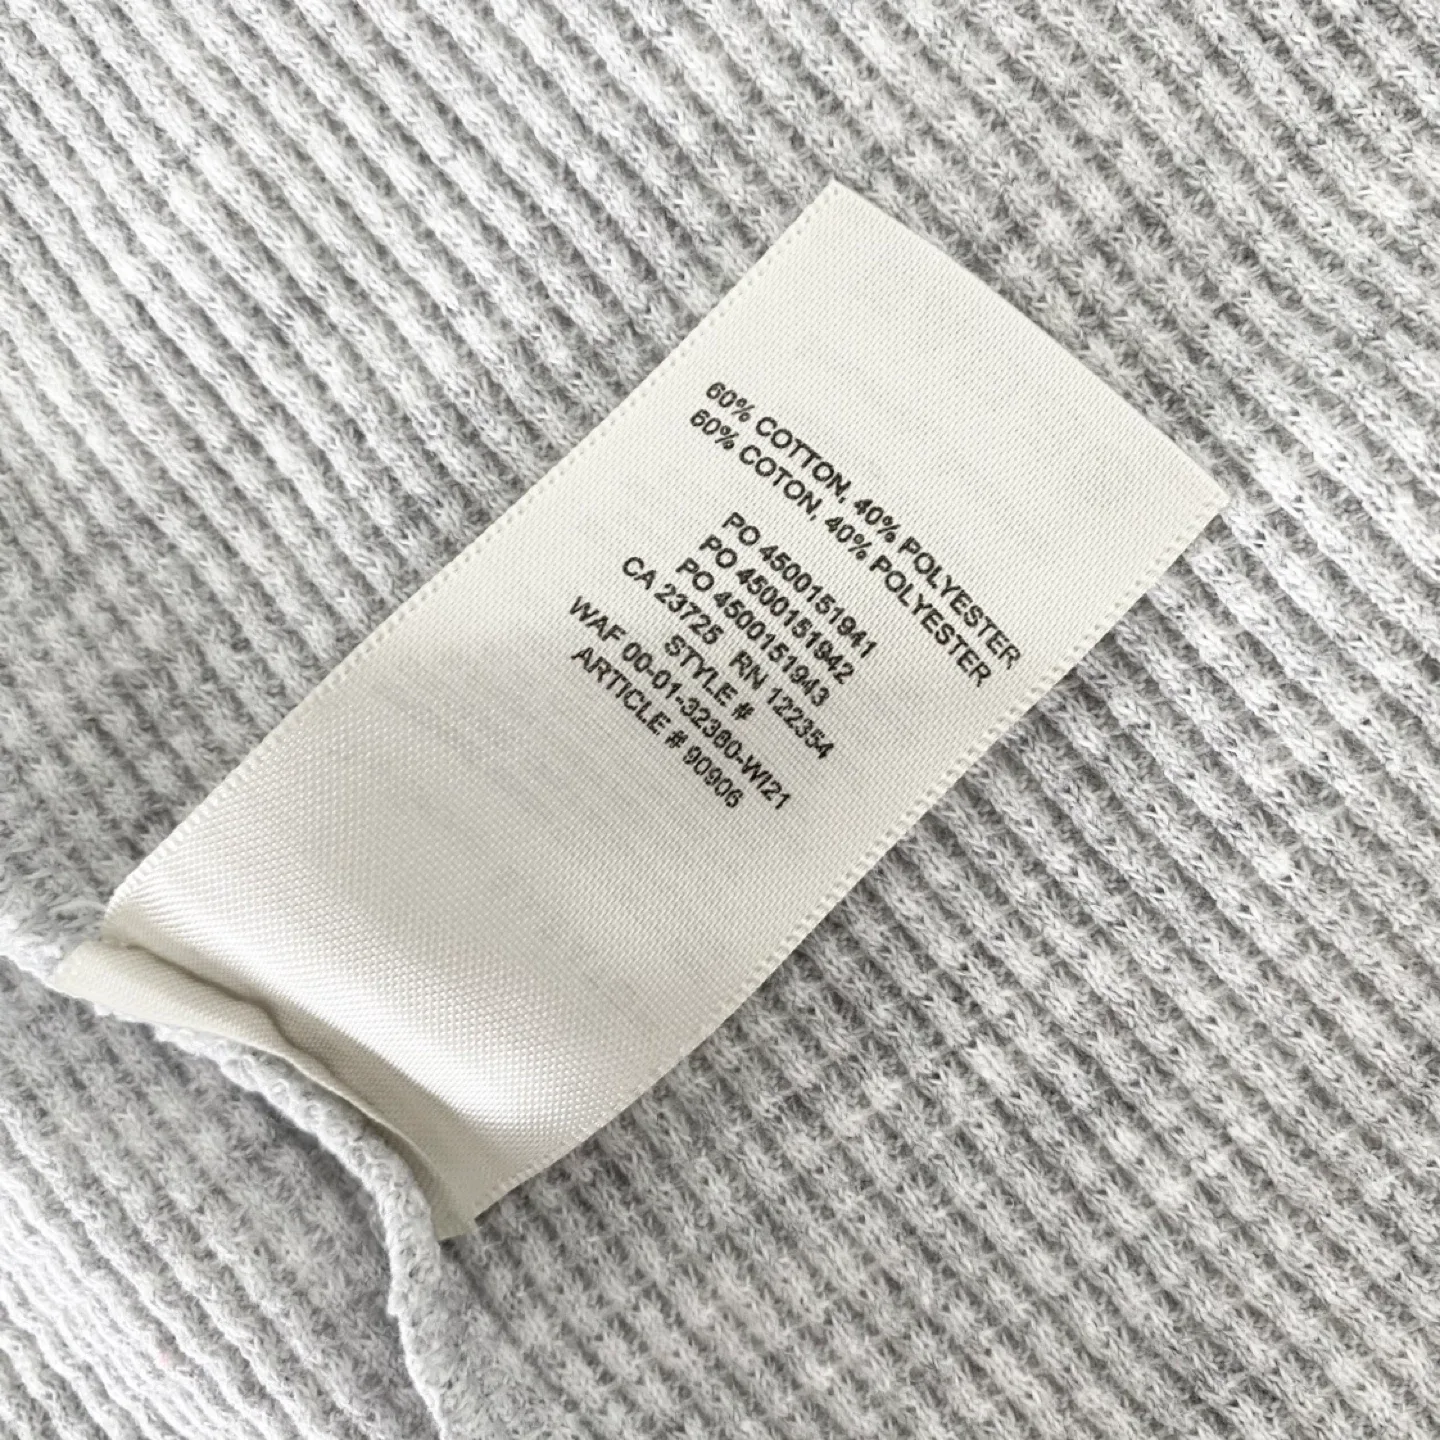 60% COTTON, 40% POLYESTER
60% COTON, 40% POLYESTER
PO 4500151941
PO 4500151942
PO 4500151943
CA 23725 RN 122354
STYLE #
WAF 00-01-32380-WI21
ARTICLE # 90906